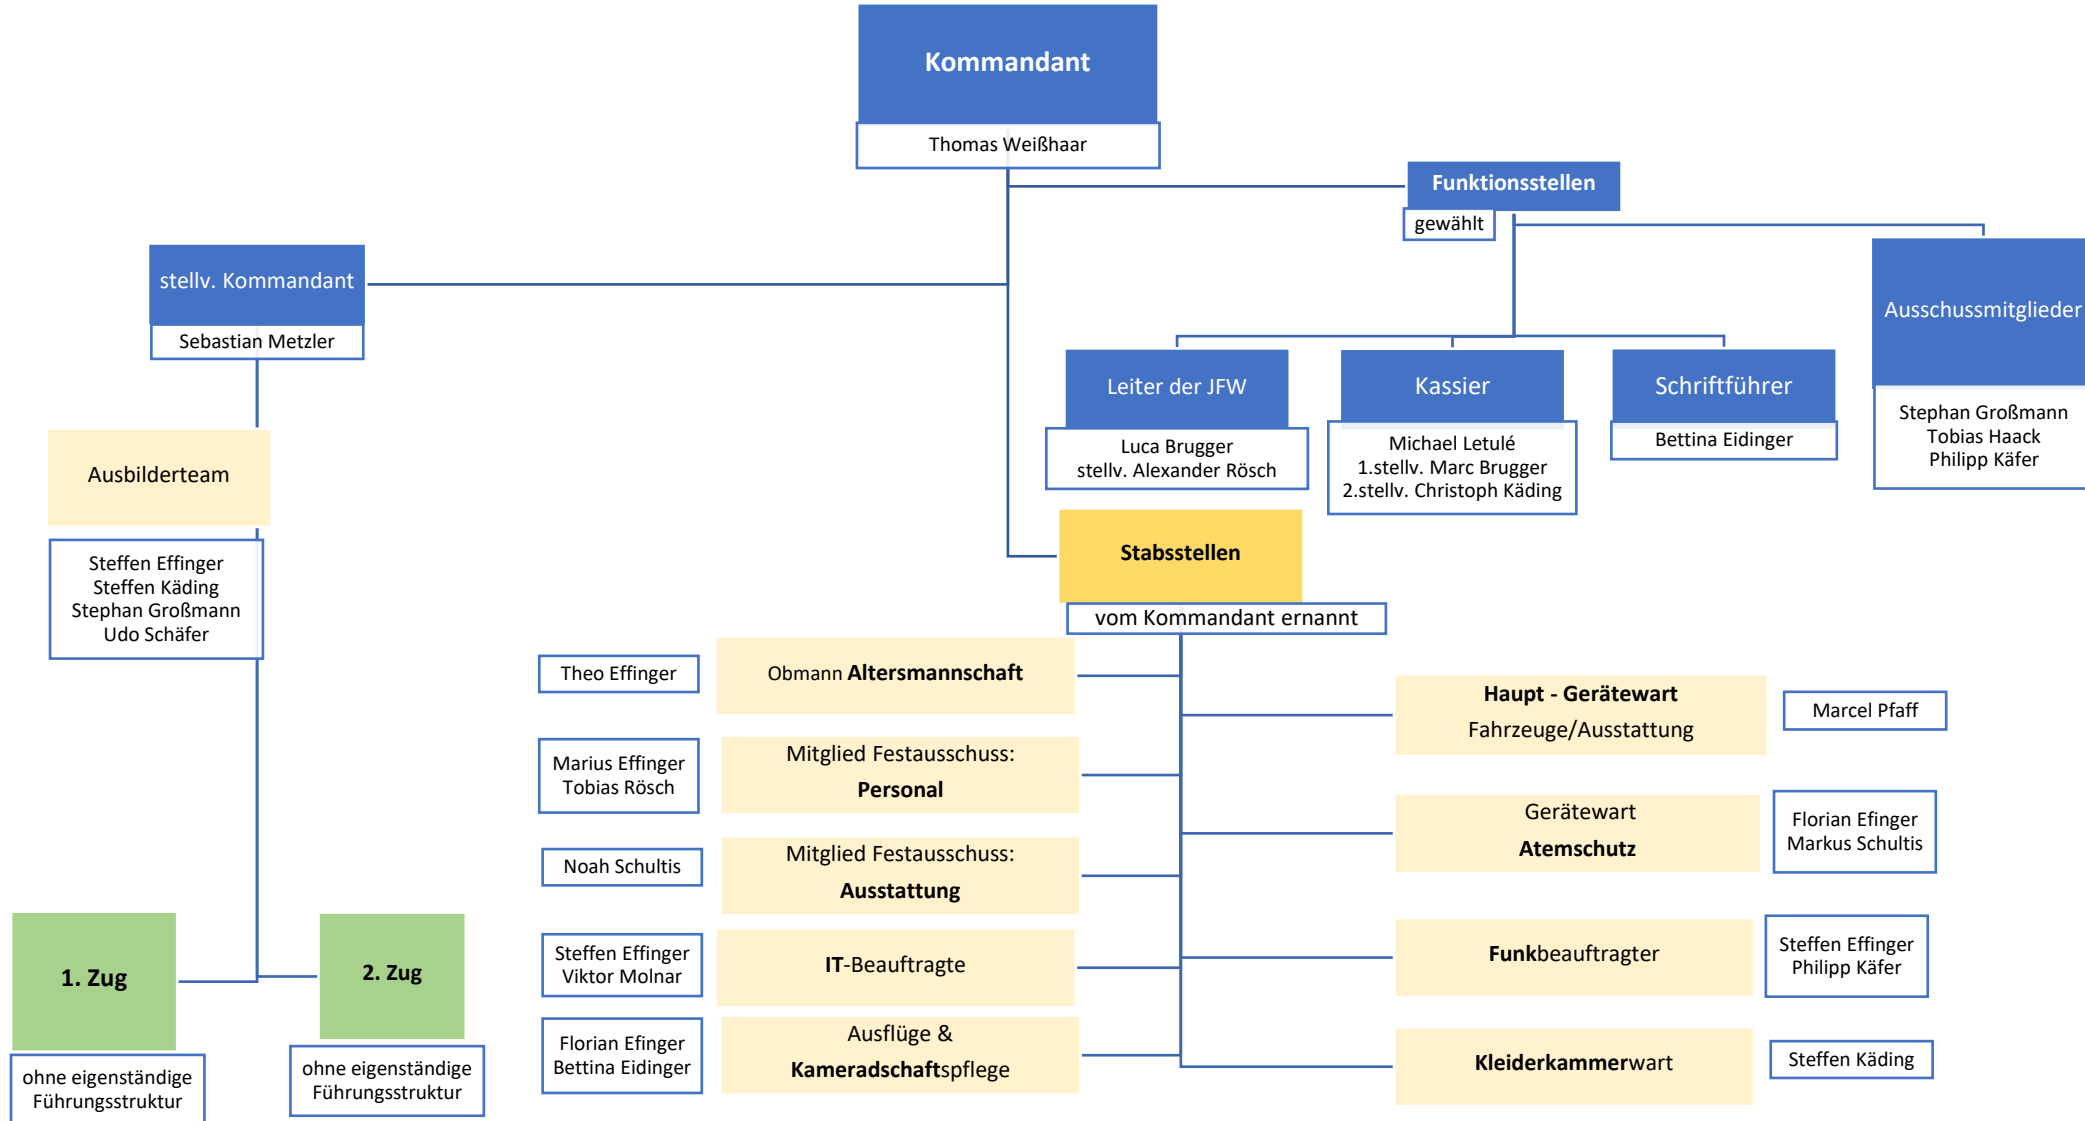 Kommandant
Thomas Weißhaar
Funktionsstellen
gewählt
stellv. Kommandant
Sebastian Metzler
Ausschussmitglieder
Stephan Großmann
Tobias Haack
Philipp Käfer
Leiter der JFW
Luca Brugger
stellv. Alexander Rösch
Kassier
Michael Letulé
1.stellv. Marc Brugger
2.stellv. Christoph Käding
Schriftführer
Bettina Eidinger
Ausbilderteam
Steffen Effinger
Steffen Käding
Stephan Großmann
Udo Schäfer
Stabsstellen
vom Kommandant ernannt
Theo Effinger
Obmann Altersmannschaft
Marius Effinger
Tobias Rösch
Mitglied Festausschuss:
Personal
Noah Schultis
Mitglied Festausschuss:
Ausstattung
Steffen Effinger
Viktor Molnar
IT-Beauftragte
Florian Efinger
Bettina Eidinger
Ausflüge &
Kameradschaftspflege
Haupt - Gerätewart
Fahrzeuge/Ausstattung
Marcel Pfaff
Gerätewart
Atemschutz
Florian Efinger
Markus Schultis
Funkbeauftragter
Steffen Effinger
Philipp Käfer
Kleiderkammerwart
Steffen Käding
1. Zug
ohne eigenständige
Führungsstruktur
2. Zug
ohne eigenständige
Führungsstruktur